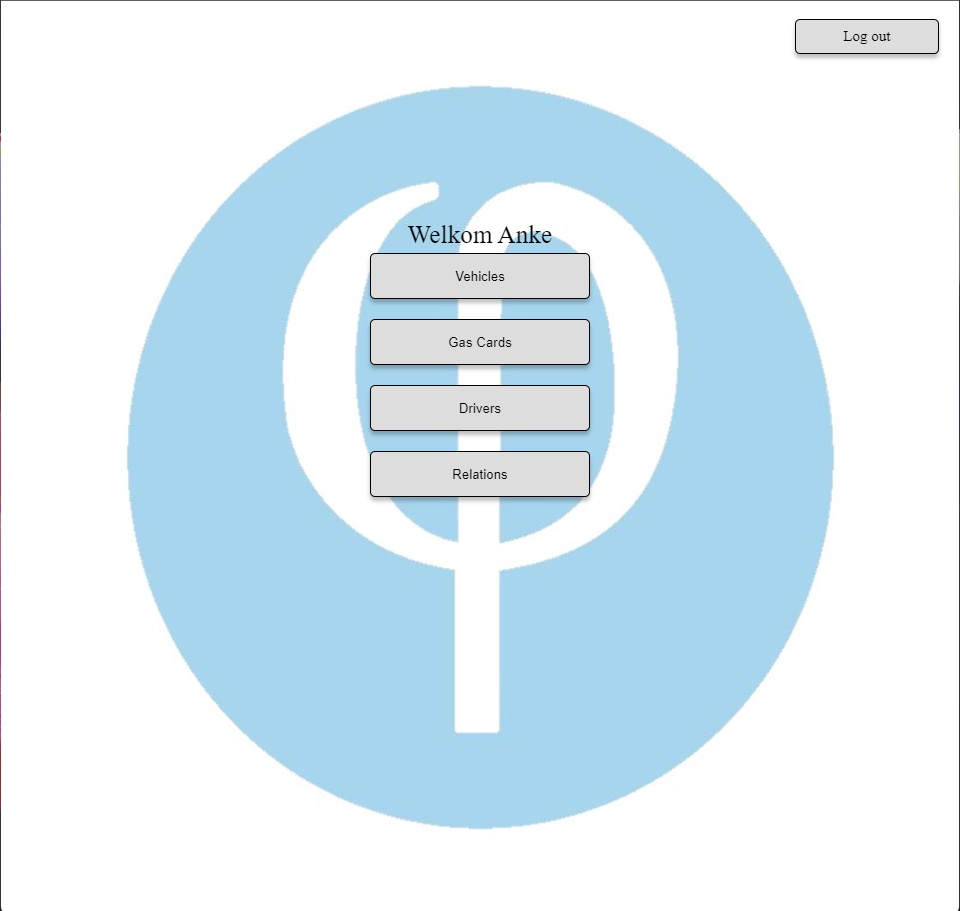 Log out
Welkom Anke
Vehicles
Gas Cards
Drivers
Relations